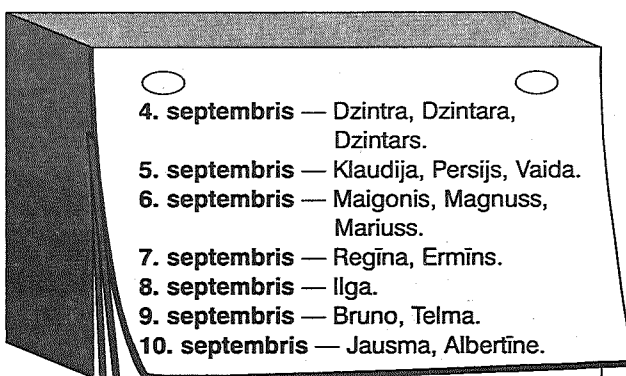 4. septembris — Dzintra, Dzintara,
Dzintars.
5. septembris — Klaudija, Persijs, Vaida.
6. septembris — Maigonis, Magnuss,
Mariuss.
7. septembris — Regīna, Ermīns.
8. septembris — Ilga.
9. septembris — Bruno, Telma.
10. septembris — Jausma, Albertīne.